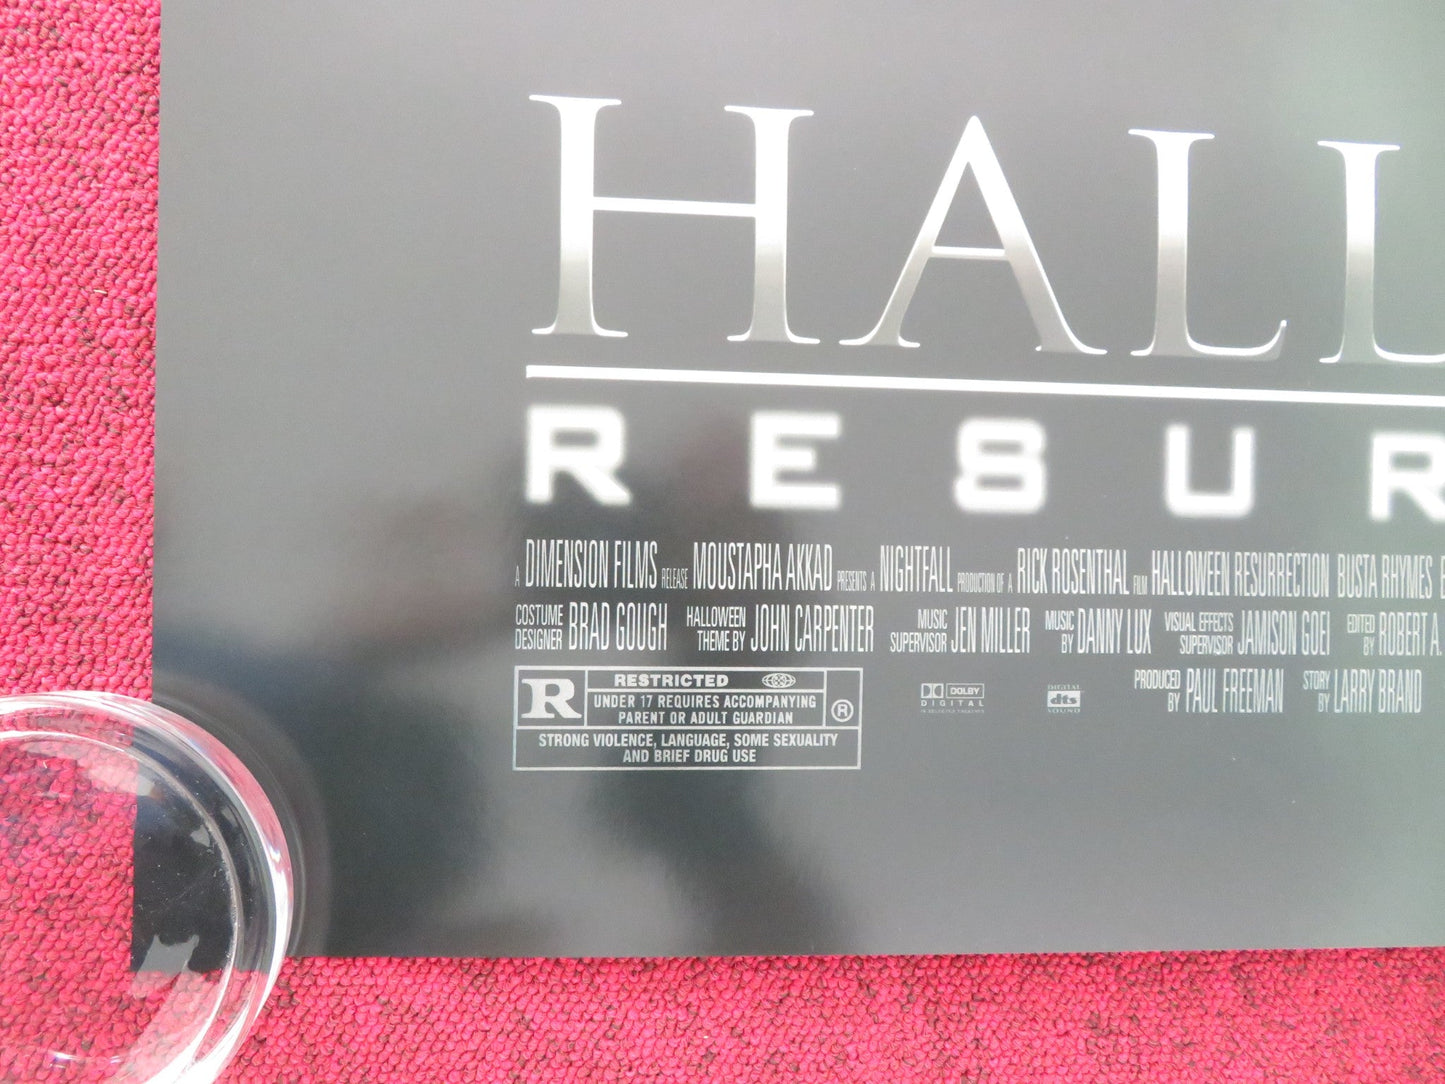 HALL
RESUR
A DIMENSION FILMS RELEASE MOUSTAPHA AKKAD PRESENTS A NIGHTFALL PRODUCTION OF A RICK ROSENTHAL FILM HALLOWEEN RESURRECTION BUSTA RHYMES
COSTUME DESIGNER BRAD GOUGH HALLOWEEN THEME BY JOHN CARPENTER MUSIC SUPERVISOR JEN MILLER MUSIC BY DANNY LUX VISUAL EFFECTS SUPERVISOR JAMISON GOEI EDITED BY ROBERT A.
PRODUCED BY PAUL FREEMAN STORY BY LARRY BRAND
R RESTRICTED
UNDER 17 REQUIRES ACCOMPANYING
PARENT OR ADULT GUARDIAN
®
STRONG VIOLENCE, LANGUAGE, SOME SEXUALITY
AND BRIEF DRUG USE
DOLBY
DIGITAL
DIGITAL
dts
SOUND